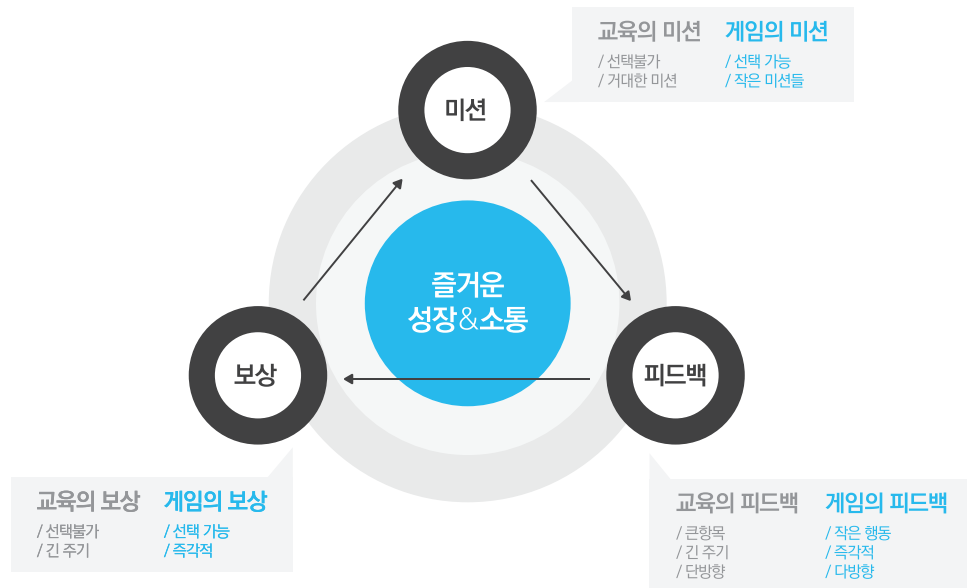 교육의 미션 게임의 미션
/ 선택불가 / 선택 가능
/ 거대한 미션 / 작은 미션들
미션
즐거운
성장&소통
보상
피드백
교육의 보상 게임의 보상
/ 선택불가 / 선택 가능
/ 긴 주기 / 즉각적
교육의 피드백 게임의 피드백
/ 큰항목 / 작은 행동
/ 긴 주기 / 즉각적
/ 단방향 / 다방향